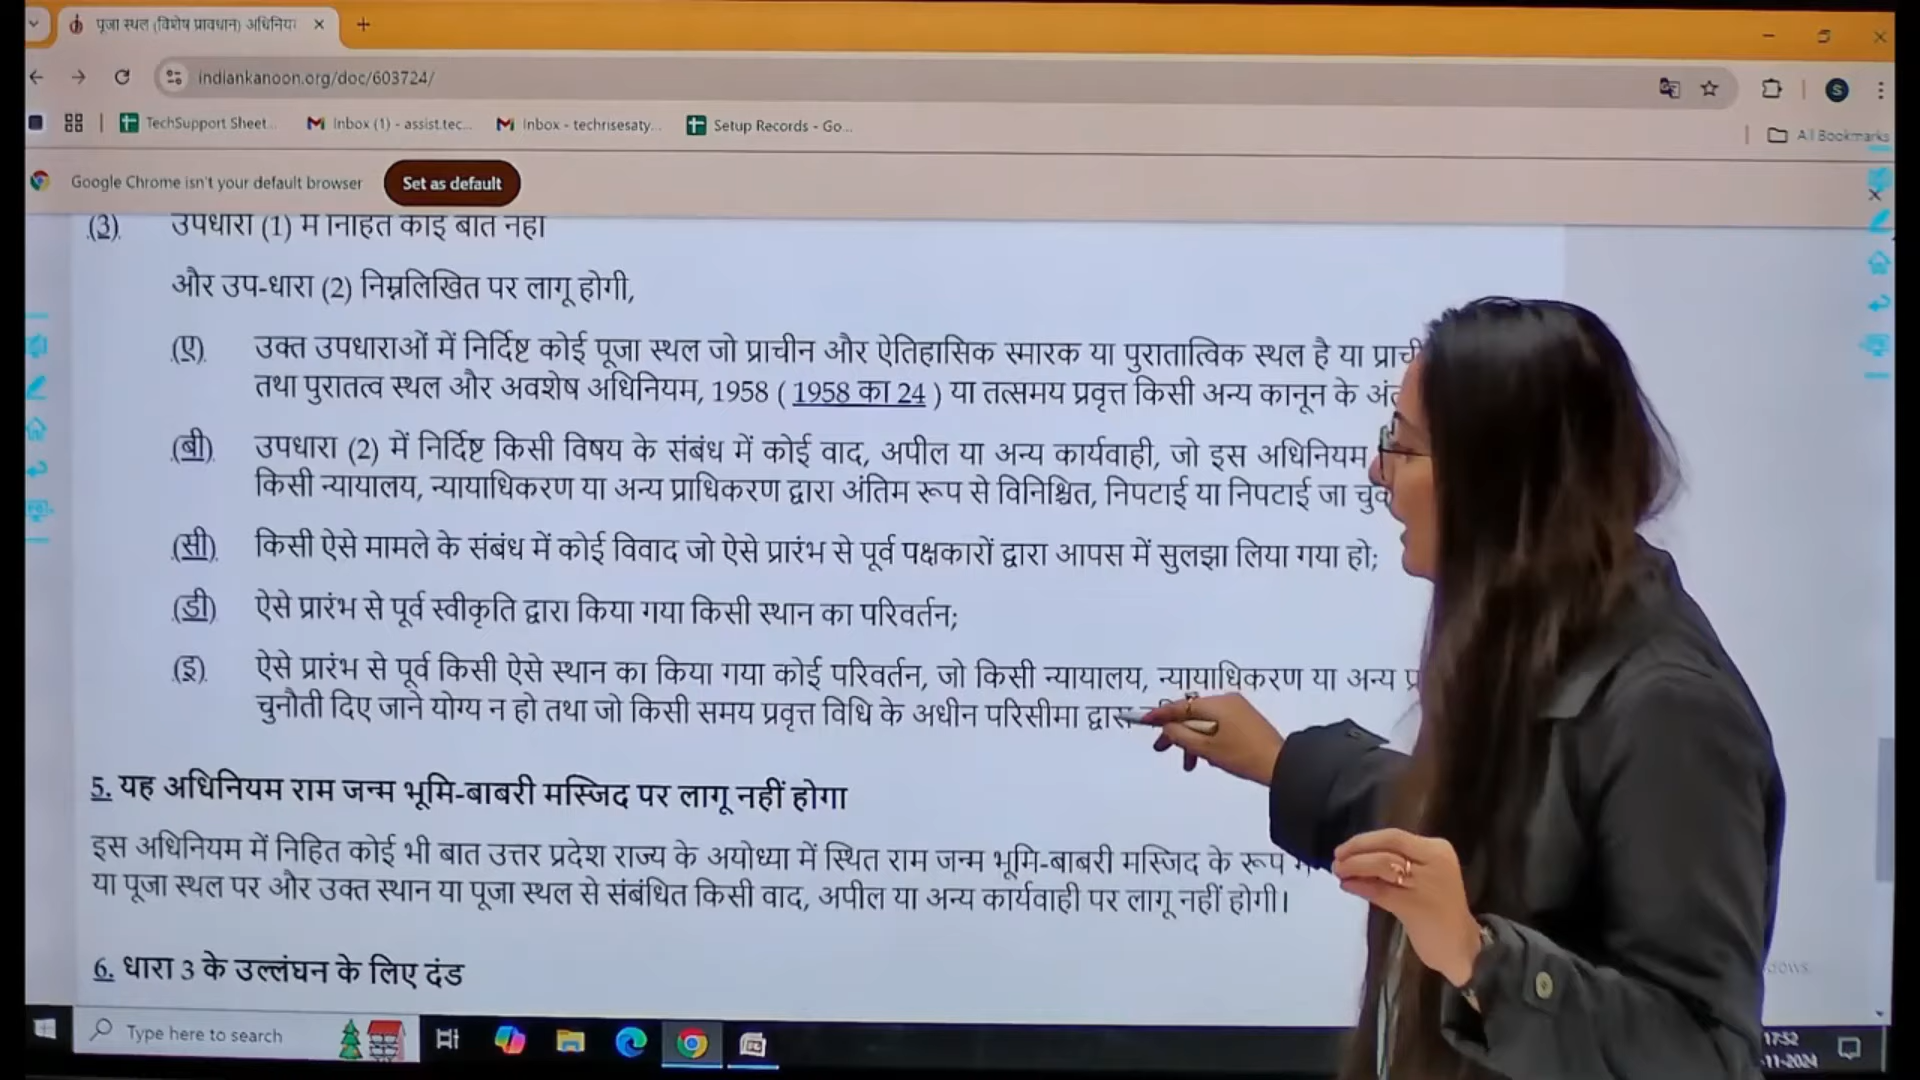 पूजा स्थल (विशेष प्रावधान) अधिनिय
indiankanoon.org/doc/603724/
TechSupport Sheet...
Inbox (1) - assist.tec...
Inbox - techrisesaty...
Setup Records - Go...
All Bookmarks
Google Chrome isn't your default browser
Set as default
(3). उपधारा (1) में निहित कोई बात नहीं
और उप-धारा (2) निम्नलिखित पर लागू होगी,
(ए). उक्त उपधाराओं में निर्दिष्ट कोई पूजा स्थल जो प्राचीन और ऐतिहासिक स्मारक या पुरातात्विक स्थल है या
तथा पुरातत्व स्थल और अवशेष अधिनियम, 1958 ( 1958 का 24 ) या तत्समय प्रवृत्त किसी अन्य कानून के
(बी). उपधारा (2) में निर्दिष्ट किसी विषय के संबंध में कोई वाद, अपील या अन्य कार्यवाही, जो इस अधिनियम
किसी न्यायालय, न्यायाधिकरण या अन्य प्राधिकरण द्वारा अंतिम रूप से विनिश्चित, निपटाई या निपटाई जा
(सी). किसी ऐसे मामले के संबंध में कोई विवाद जो ऐसे प्रारंभ से पूर्व पक्षकारों द्वारा आपस में सुलझा लिया गया हो;
(डी) ऐसे प्रारंभ से पूर्व स्वीकृति द्वारा किया गया किसी स्थान का परिवर्तन;
(इ). ऐसे प्रारंभ से पूर्व किसी ऐसे स्थान का किया गया कोई परिवर्तन, जो किसी न्यायालय, न्यायाधिकरण या अन्य
चुनौती दिए जाने योग्य न हो तथा जो किसी समय प्रवृत्त विधि के अधीन परिसीमा द्वारा
5. यह अधिनियम राम जन्म भूमि-बाबरी मस्जिद पर लागू नहीं होगा
इस अधिनियम में निहित कोई भी बात उत्तर प्रदेश राज्य के अयोध्या में स्थित राम जन्म भूमि-बाबरी मस्जिद के रूप
या पूजा स्थल पर और उक्त स्थान या पूजा स्थल से संबंधित किसी वाद, अपील या अन्य कार्यवाही पर लागू नहीं होगी।
6. धारा 3 के उल्लंघन के लिए दंड
Type here to search
17:52
-11-2024